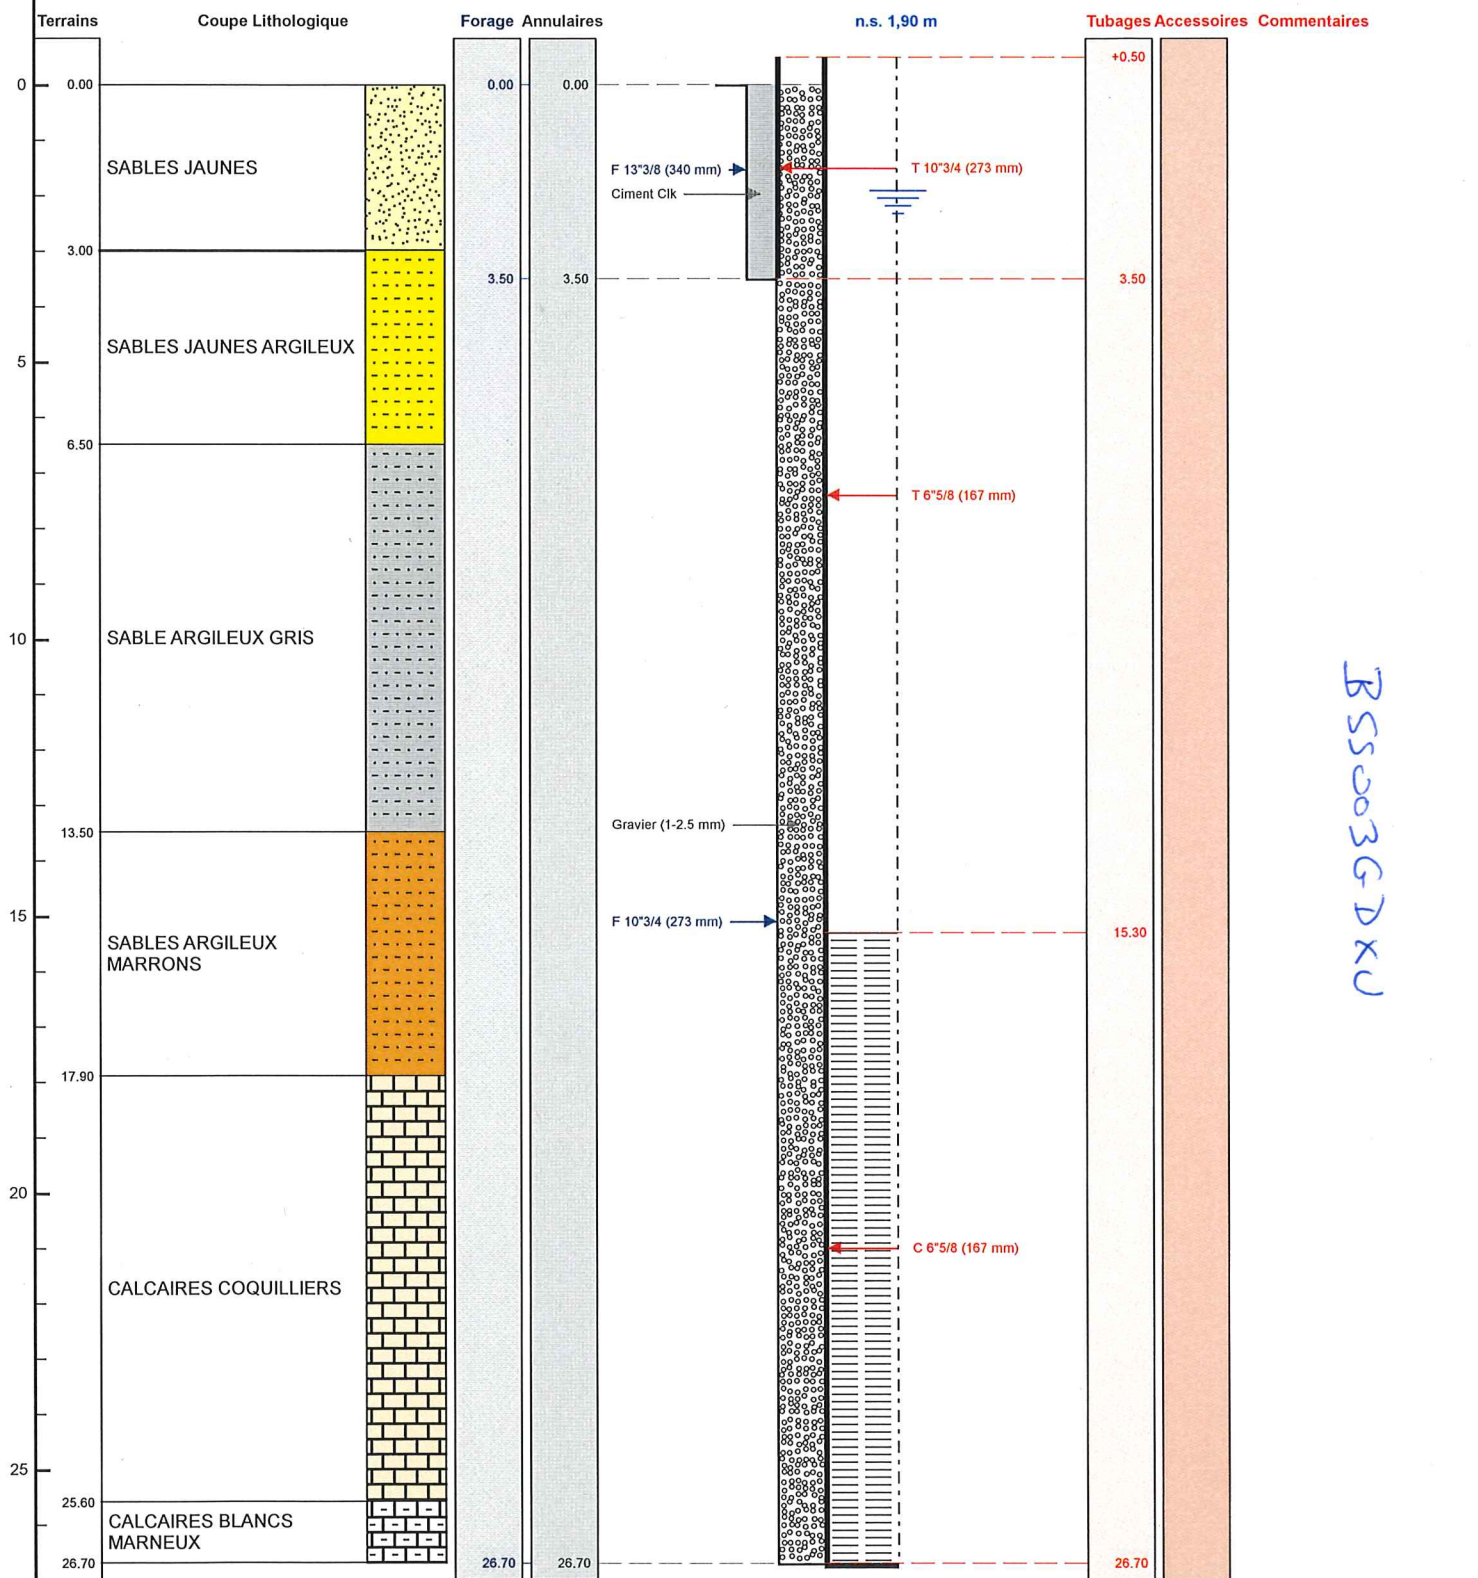 Terrains Coupe Lithologique Forage Annulaires n.s. 1,90 m Tubages Accessoires Commentaires
+0.50
0 0.00 0.00 0.00
SABLES JAUNES
F 13"3/8 (340 mm) T 10"3/4 (273 mm)
Ciment Clk
3.00
3.50 3.50 3.50
SABLES JAUNES ARGILEUX
5
6.50
T 6"5/8 (167 mm)
10 SABLE ARGILEUX GRIS
13.50 Gravier (1-2.5 mm)
15 F 10"3/4 (273 mm)
15.30
SABLES ARGILEUX
MARRONS
17.90
20
C 6"5/8 (167 mm)
CALCAIRES COQUILLIERS
25
25.60
CALCAIRES BLANCS
MARNEUX
26.70 26.70 26.70 26.70
BSS003GDXU